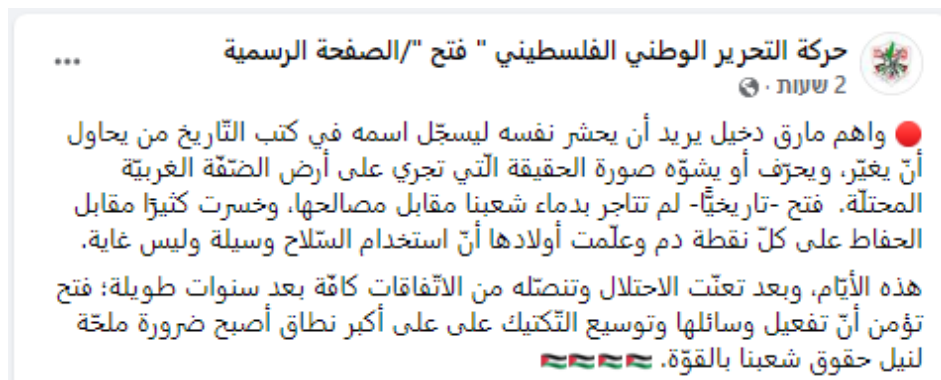 حركة التحرير الوطني الفلسطيني " فتح "/الصفحة الرسمية
2 שעות ·
🔴 واهم مارق دخيل يريد أن يحشر نفسه ليسجّل اسمه في كتب التّاريخ من يحاول
أنّ يغيّر، ويحرّف أو يشوّه صورة الحقيقة الّتي تجري على أرض الضّفّة الغربيّة
المحتلّة. فتح -تاريخيًّا- لم تتاجر بدماء شعبنا مقابل مصالحها، وخسرت كثيرًا مقابل
الحفاط على كلّ نقطة دم وعلّمت أولادها أنّ استخدام السّلاح وسيلة وليس غاية.
هذه الأيّام، وبعد تعنّت الاحتلال وتنصّله من الاتّفاقات كافّة بعد سنوات طويلة؛ فتح
تؤمن أنّ تفعيل وسائلها وتوسيع التّكتيك على على أكبر نطاق أصبح ضرورة ملحّة
لنيل حقوق شعبنا بالقوّة. 🇵🇸🇵🇸🇵🇸🇵🇸